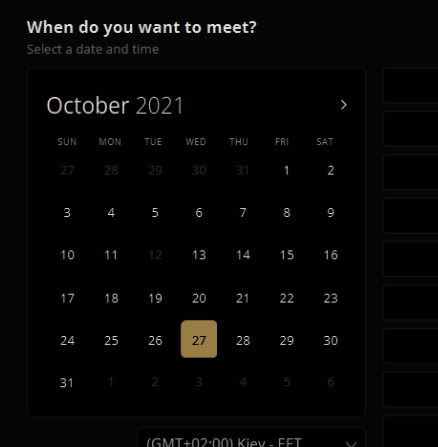 When do you want to meet?
Select a date and time
October 2021
SUN MON TUE WED THU FRI SAT
27 28 29 30 31 1 2
3 4 5 6 7 8 9
10 11 12 13 14 15 16
17 18 19 20 21 22 23
24 25 26 27 28 29 30
31 1 2 3 4 5 6
(GMT+02:00) Kiev - EET